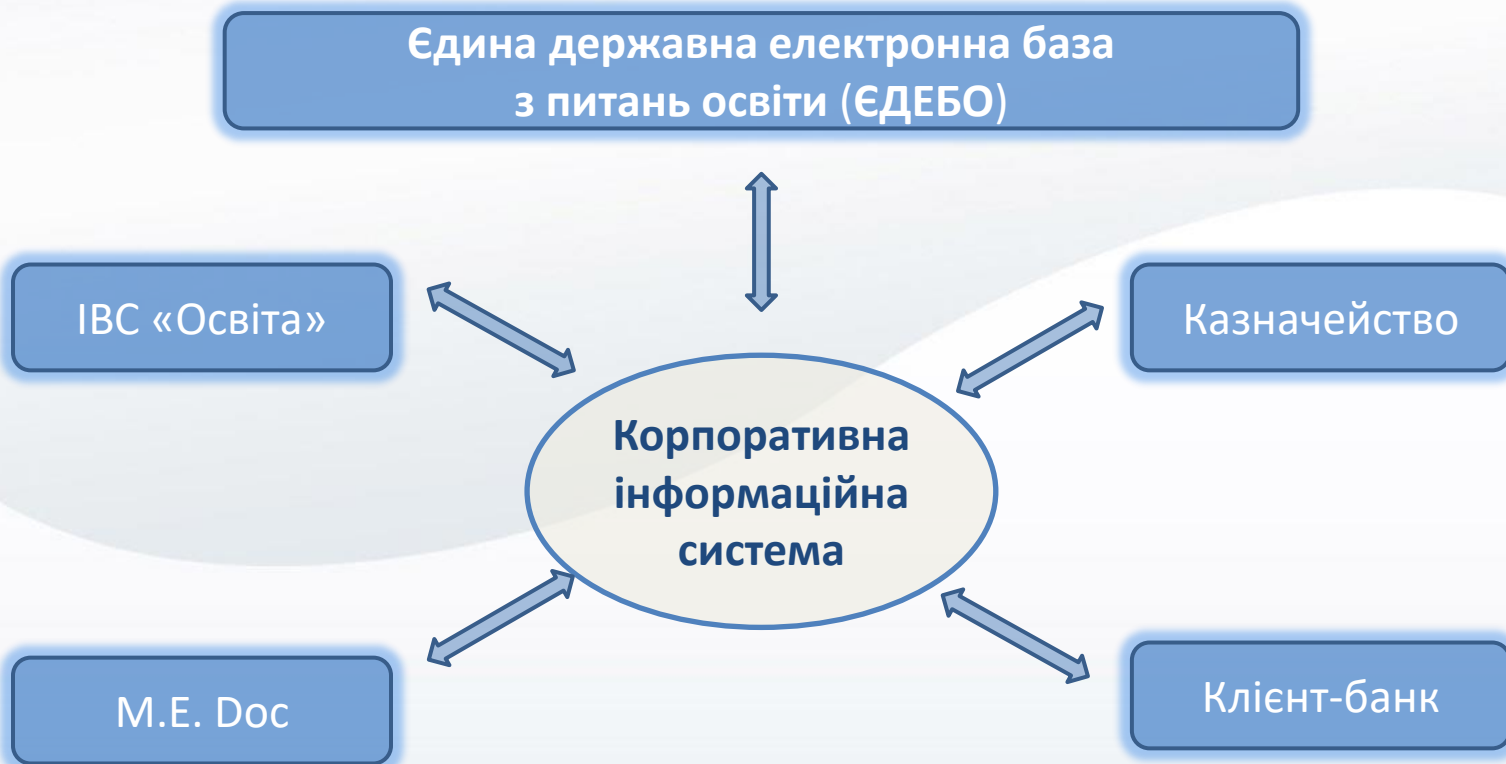 Єдина державна електронна база
з питань освіти (ЄДЕБО)
ІВС «Освіта»
Казначейство
Корпоративна
інформаційна
система
M.E. Doc
Клієнт-банк